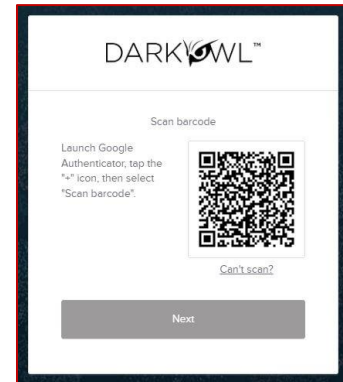 DARKOWL™
Scan barcode
Launch Google
Authenticator, tap the
"+" icon, then select
"Scan barcode".
Can't scan?
Next